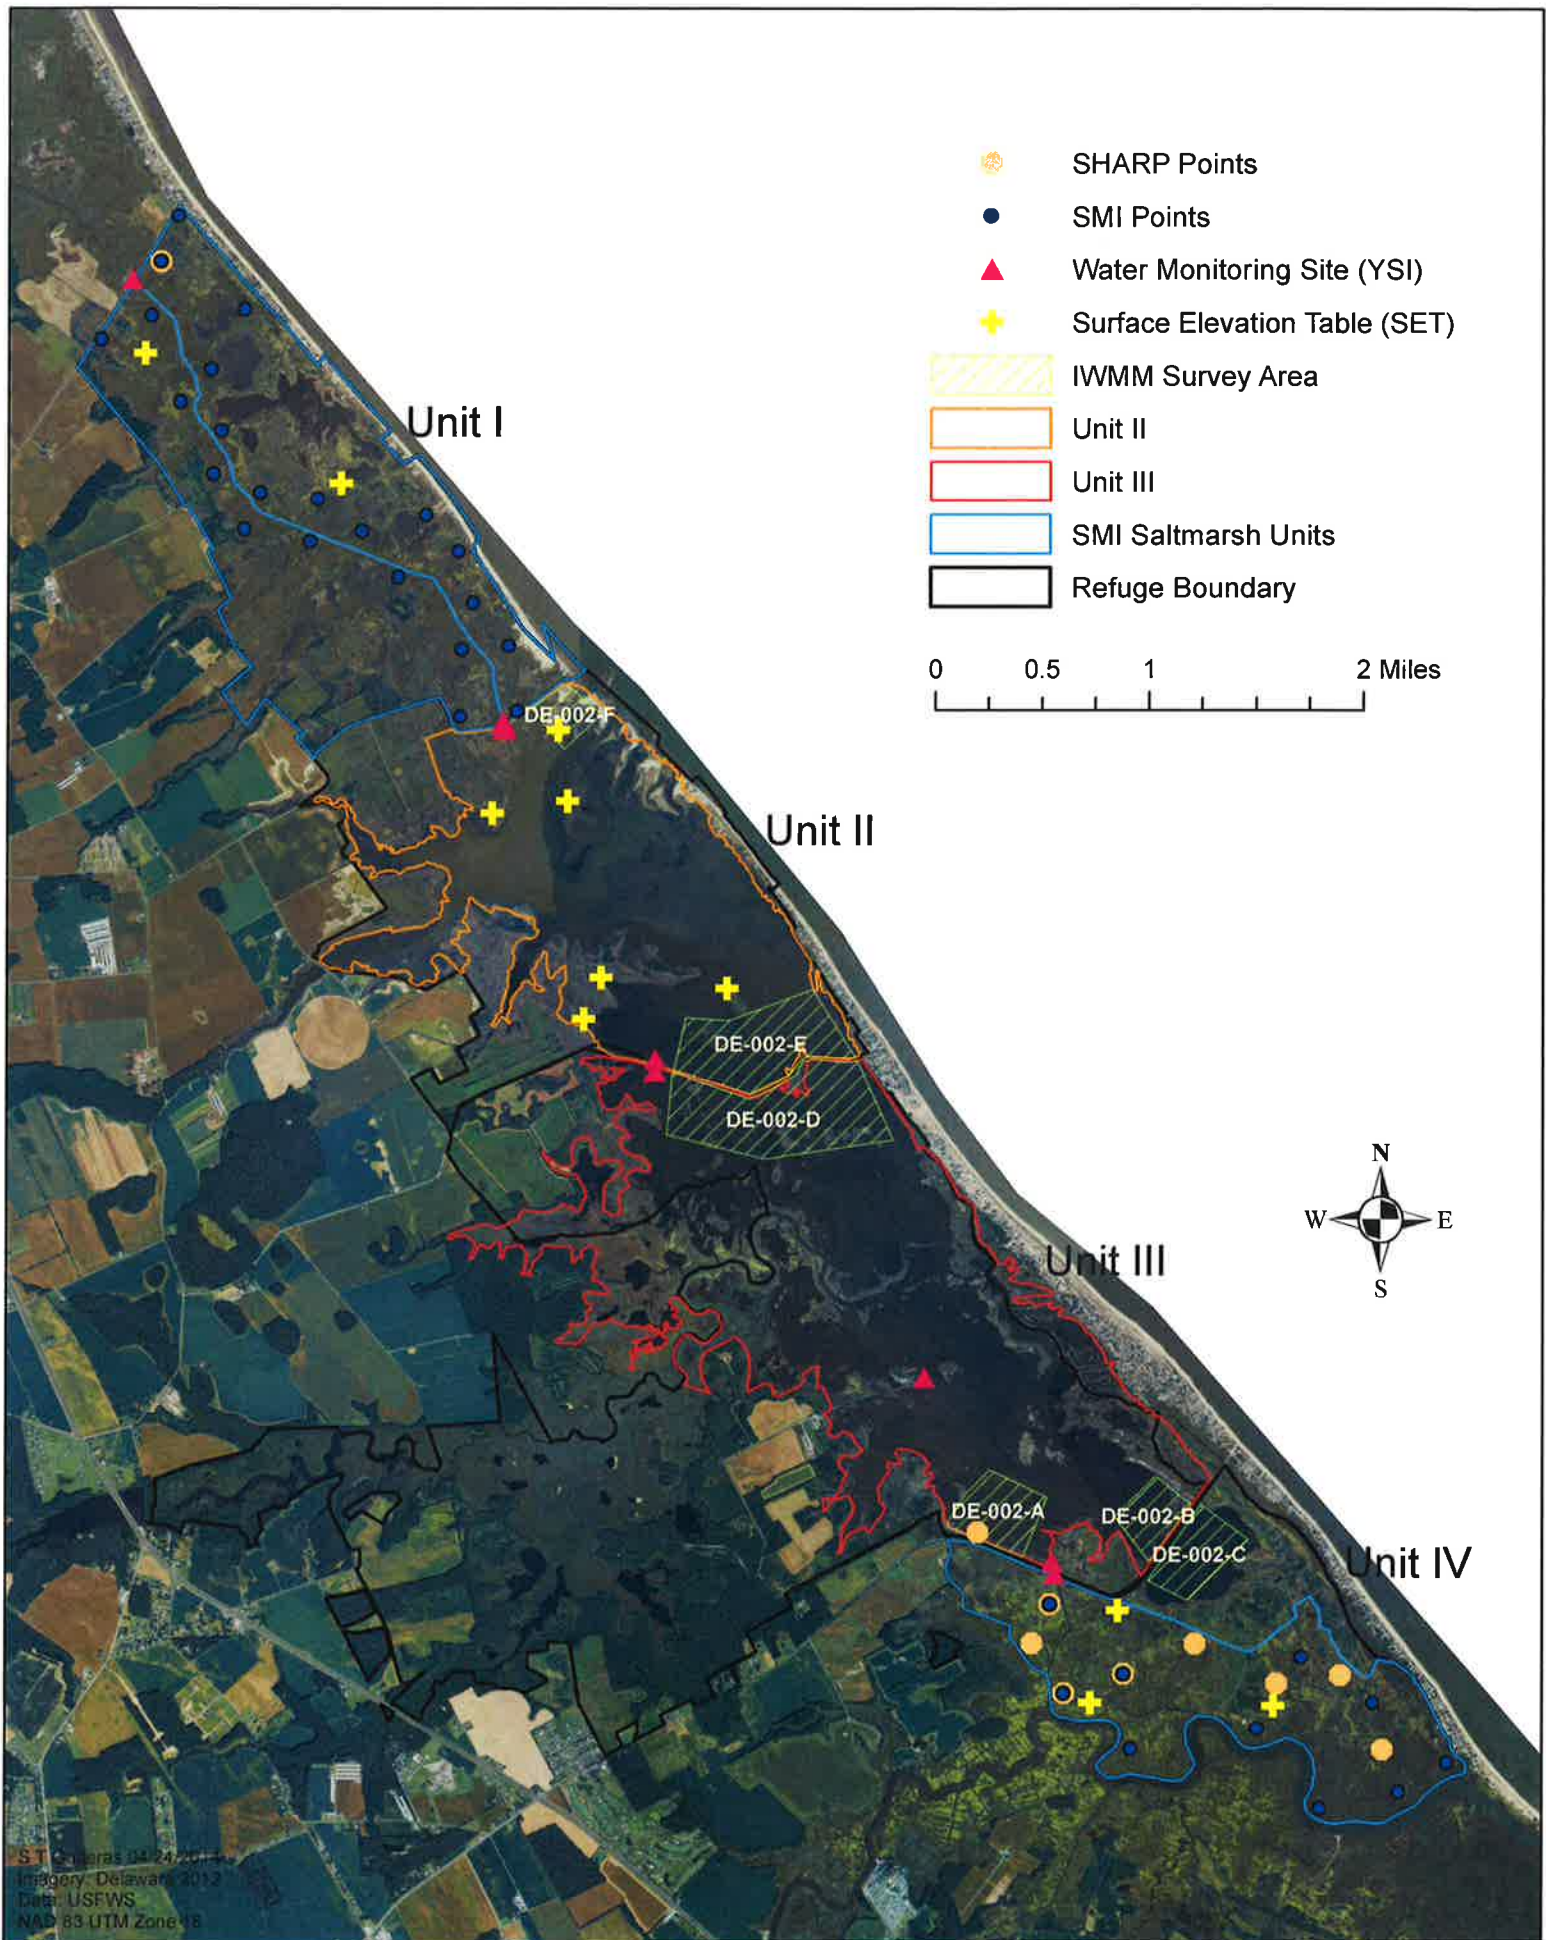 SHARP Points
SMI Points
Water Monitoring Site (YSI)
Surface Elevation Table (SET)
IWMM Survey Area
Unit II
Unit III
SMI Saltmarsh Units
Refuge Boundary
0 0.5 1 2 Miles
Unit I
DE-002-F
Unit II
DE-002-E
DE-002-D
N
W E
S
Unit III
DE-002-A
DE-002-B
DE-002-C
Unit IV
S T 04-24-
Imagery: Delaware 2012
Data: USFWS
NAD 83 UTM Zone 18